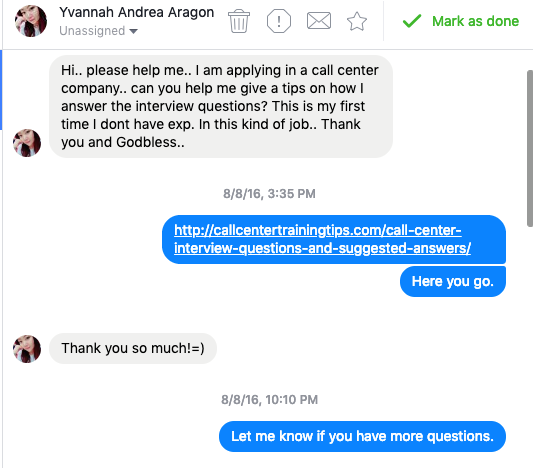 Yvannah Andrea Aragon
Unassigned
Mark as done
Hi.. please help me.. I am applying in a call center
company.. can you help me give a tips on how I
answer the interview questions? This is my first
time I dont have exp. In this kind of job.. Thank
you and Godbless..
8/8/16, 3:35 PM
http://callcentertrainingtips.com/call-center-
interview-questions-and-suggested-answers/
Here you go.
Thank you so much!=)
8/8/16, 10:10 PM
Let me know if you have more questions.